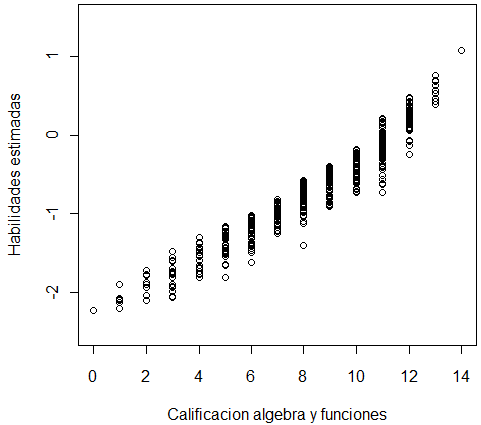 Habilidades estimadas
1
0
-1
-2
0 2 4 6 8 10 12 14
Calificacion algebra y funciones